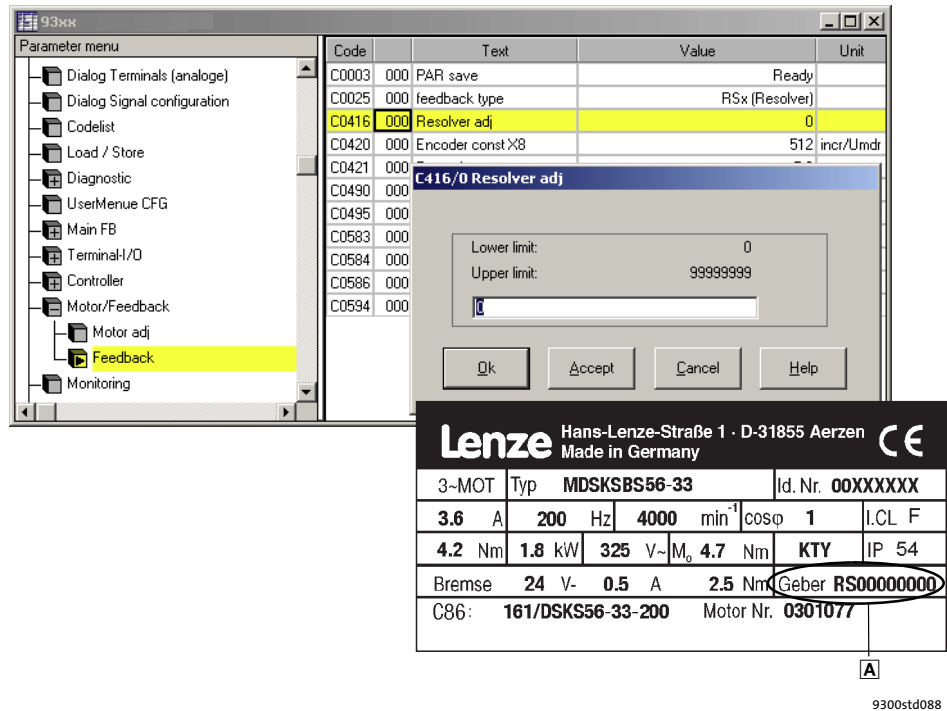 93xx
Parameter menu
Dialog Terminals (analoge)
Dialog Signal configuration
Codelist
Load / Store
Diagnostic
UserMenue CFG
Main FB
Terminal-I/O
Controller
Motor/Feedback
Motor adj
Feedback
Monitoring
Code Text Value Unit
C0003 000 PAR save Ready
C0025 000 feedback type RSx (Resolver)
C0416 000 Resolver adj 0
C0420 000 Encoder const X8 512 incr/Umdr
C0421 000
C0490 000
C0495 000
C0583 000
C0584 000
C0586 000
C0594 000
C416/0 Resolver adj
Lower limit: 0
Upper limit: 99999999
0
Ok Accept Cancel Help
Lenze Hans-Lenze-Straße 1 · D-31855 Aerzen
Made in Germany CE
3~MOT Typ MDSKSBS56-33 Id. Nr. 00XXXXXX
3.6 A 200 Hz 4000 min-1 cosφ 1 I.CL F
4.2 Nm 1.8 kW 325 V~ Mo 4.7 Nm KTY IP 54
Bremse 24 V- 0.5 A 2.5 Nm Geber RS00000000
C86: 161/DSKS56-33-200 Motor Nr. 0301077
A
9300std088